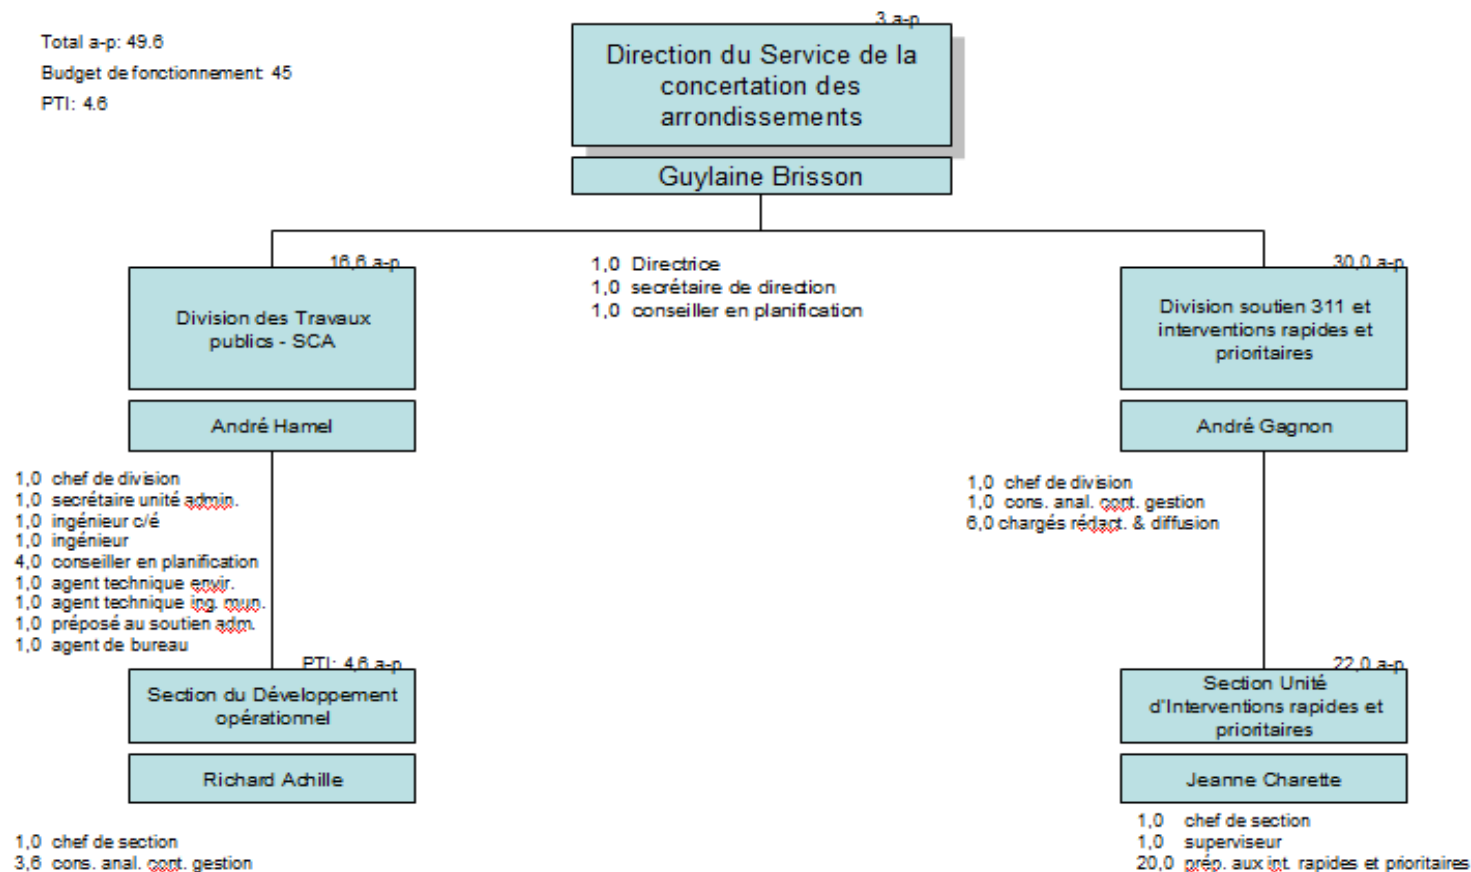 3 a-p
Total a-p: 49.6
Budget de fonctionnement: 45
PTI: 4.6
Direction du Service de la
concertation des
arrondissements
Guylaine Brisson
16,6 a-p
Division des Travaux
publics - SCA
André Hamel
1,0 chef de division
1,0 secrétaire unité admin.
1,0 ingénieur c/é
1,0 ingénieur
4,0 conseiller en planification
1,0 agent technique envir.
1,0 agent technique ing. mun.
1,0 préposé au soutien adm.
1,0 agent de bureau
PTI: 4,6 a-p
Section du Développement
opérationnel
Richard Achille
1,0 chef de section
3,6 cons. anal. cont. gestion
1,0 Directrice
1,0 secrétaire de direction
1,0 conseiller en planification
30,0 a-p
Division soutien 311 et
interventions rapides et
prioritaires
André Gagnon
1,0 chef de division
1,0 cons. anal. cont. gestion
6,0 chargés rédact. & diffusion
22,0 a-p
Section Unité
d'Interventions rapides et
prioritaires
Jeanne Charette
1,0 chef de section
1,0 superviseur
20,0 prép. aux int. rapides et prioritaires